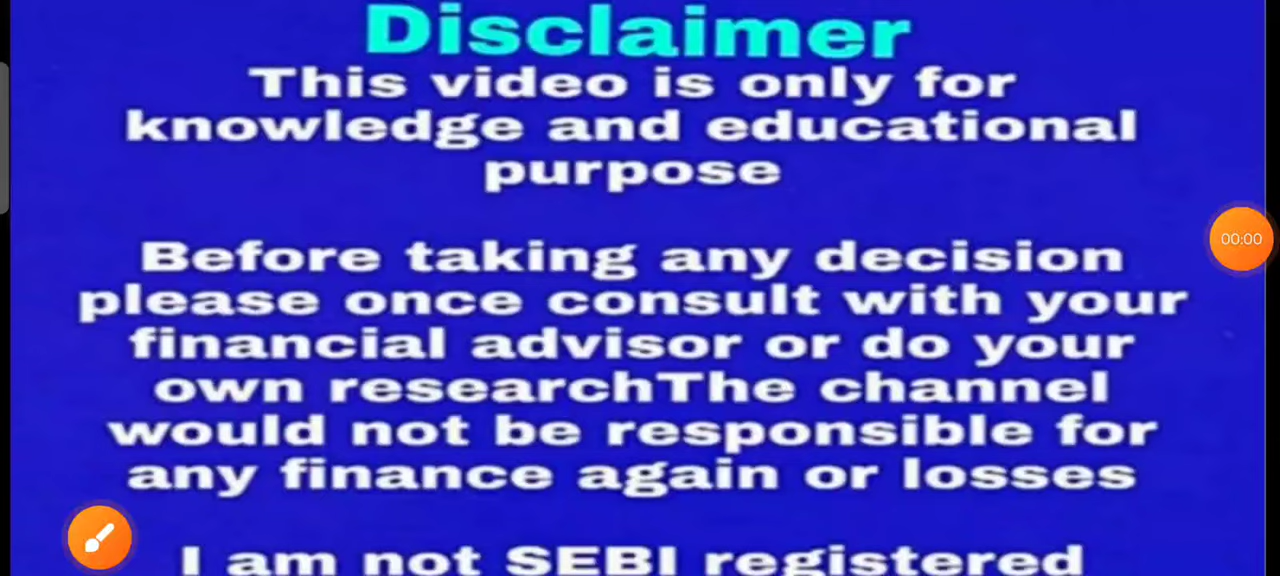 Disclaimer
This video is only for
knowledge and educational
purpose
Before taking any decision
please once consult with your
financial advisor or do your
own researchThe channel
would not be responsible for
any finance again or losses
I am not SEBI registered
00:00